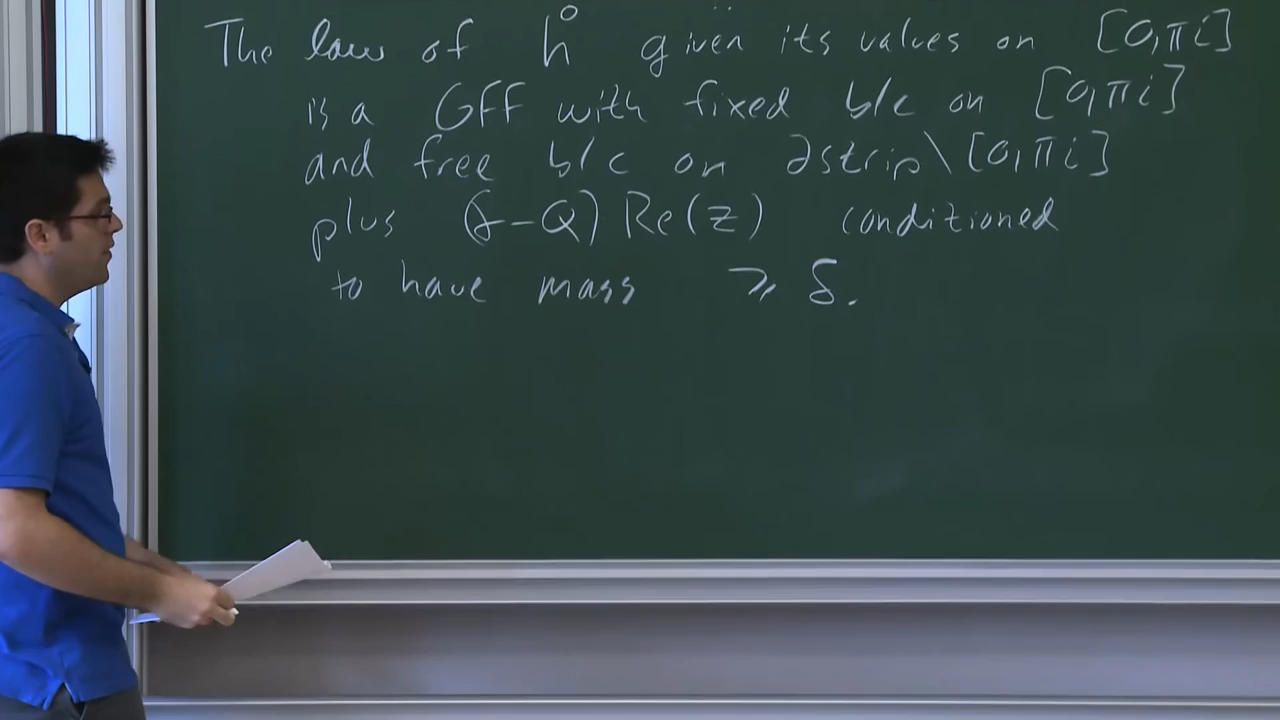 The law of h° given its values on [0,πi]
is a GFF with fixed b/c on [0,πi]
and free b/c on ∂strip\[0,πi]
plus (γ-Q) Re(z) conditioned
to have mass ≥ δ.